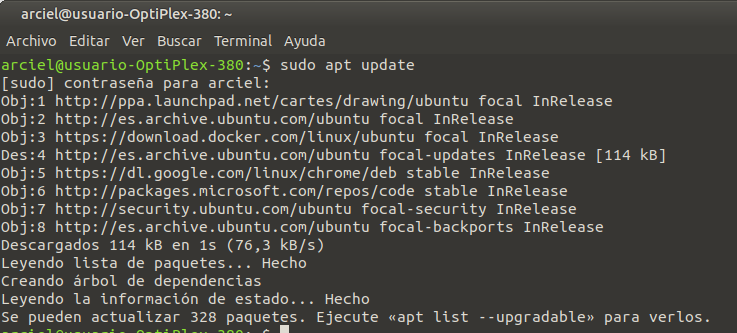 arciel@usuario-OptiPlex-380: ~
Archivo Editar Ver Buscar Terminal Ayuda
arciel@usuario-OptiPlex-380:~$ sudo apt update
[sudo] contraseña para arciel:
Obj:1 http://ppa.launchpad.net/cartes/drawing/ubuntu focal InRelease
Obj:2 http://es.archive.ubuntu.com/ubuntu focal InRelease
Obj:3 https://download.docker.com/linux/ubuntu focal InRelease
Des:4 http://es.archive.ubuntu.com/ubuntu focal-updates InRelease [114 kB]
Obj:5 https://dl.google.com/linux/chrome/deb stable InRelease
Obj:6 http://packages.microsoft.com/repos/code stable InRelease
Obj:7 http://security.ubuntu.com/ubuntu focal-security InRelease
Obj:8 http://es.archive.ubuntu.com/ubuntu focal-backports InRelease
Descargados 114 kB en 1s (76,3 kB/s)
Leyendo lista de paquetes... Hecho
Creando árbol de dependencias
Leyendo la información de estado... Hecho
Se pueden actualizar 328 paquetes. Ejecute «apt list --upgradable» para verlos.
arciel@usuario-OptiPlex-380:~$